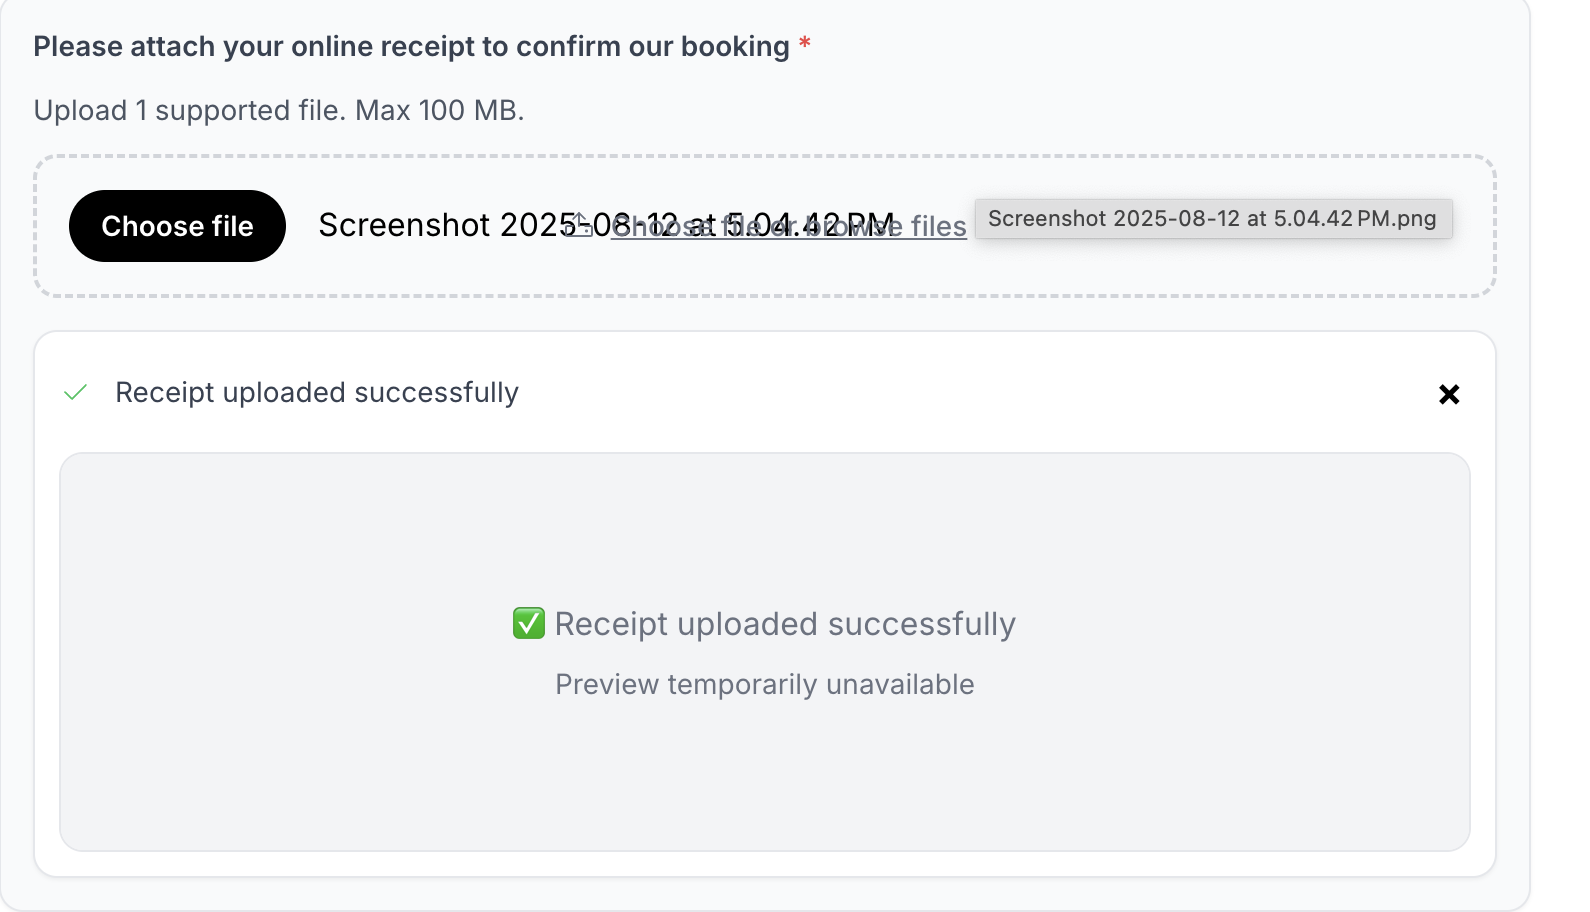 Please attach your online receipt to confirm our booking *
Upload 1 supported file. Max 100 MB.
Choose file
Screenshot 2025-08-12 at 5.04.42 PM
Choose file or browse files
Screenshot 2025-08-12 at 5.04.42 PM.png
Receipt uploaded successfully
✅ Receipt uploaded successfully
Preview temporarily unavailable